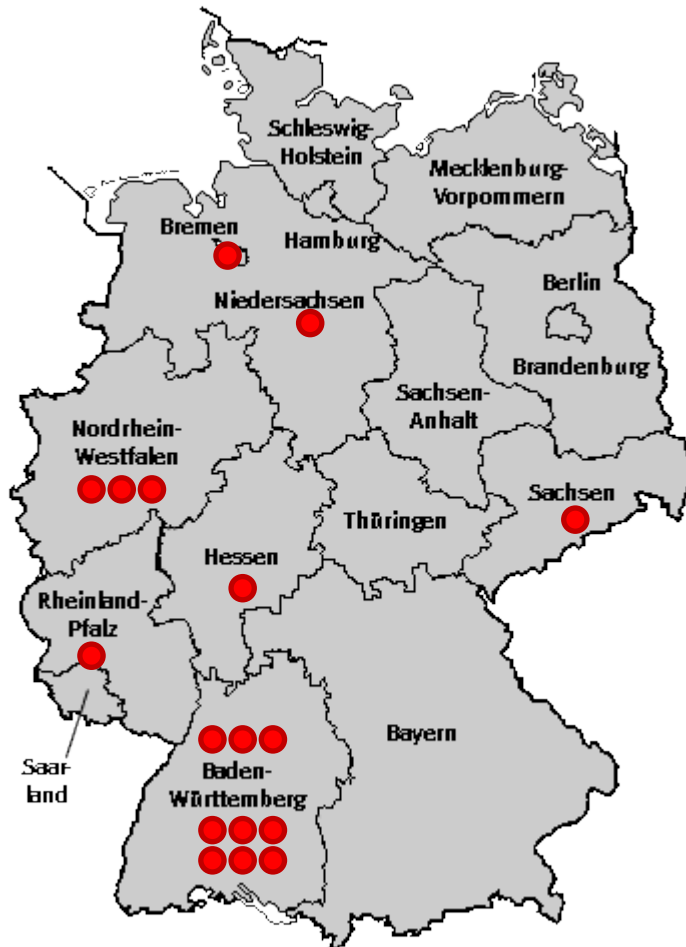 Schleswig-
Holstein
Mecklenburg-
Vorpommern
Bremen
Hamburg
Niedersachsen
Berlin
Brandenburg
Sachsen-
Anhalt
Nordrhein-
Westfalen
Sachsen
Thüringen
Hessen
Rheinland-
Pfalz
Saar-
land
Bayern
Baden-
Württemberg